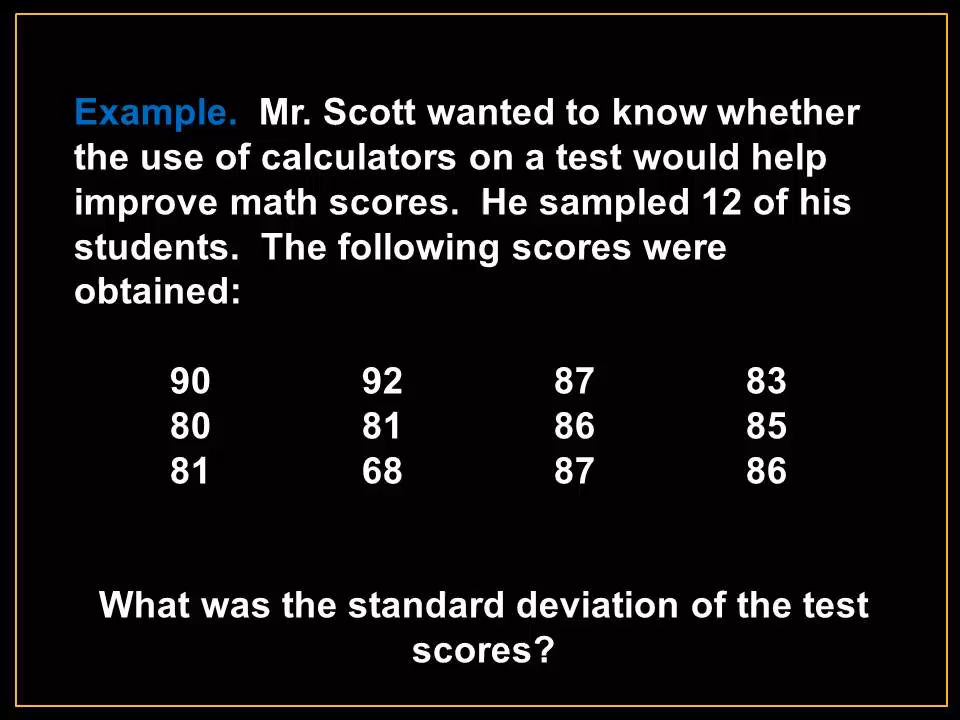 Example.  Mr. Scott wanted to know whether
the use of calculators on a test would help
improve math scores.  He sampled 12 of his
students.  The following scores were
obtained:
90 92 87 83
80 81 86 85
81 68 87 86
What was the standard deviation of the test
scores?